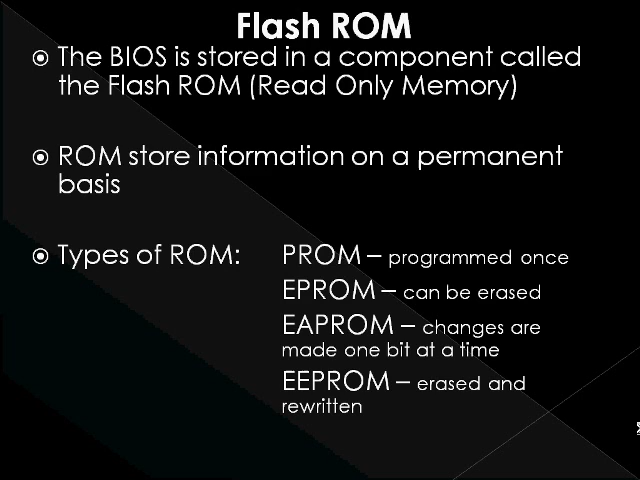 Flash ROM
The BIOS is stored in a component called
the Flash ROM (Read Only Memory)
ROM store information on a permanent
basis
Types of ROM: PROM – programmed once
EPROM – can be erased
EAPROM – changes are
made one bit at a time
EEPROM – erased and
rewritten